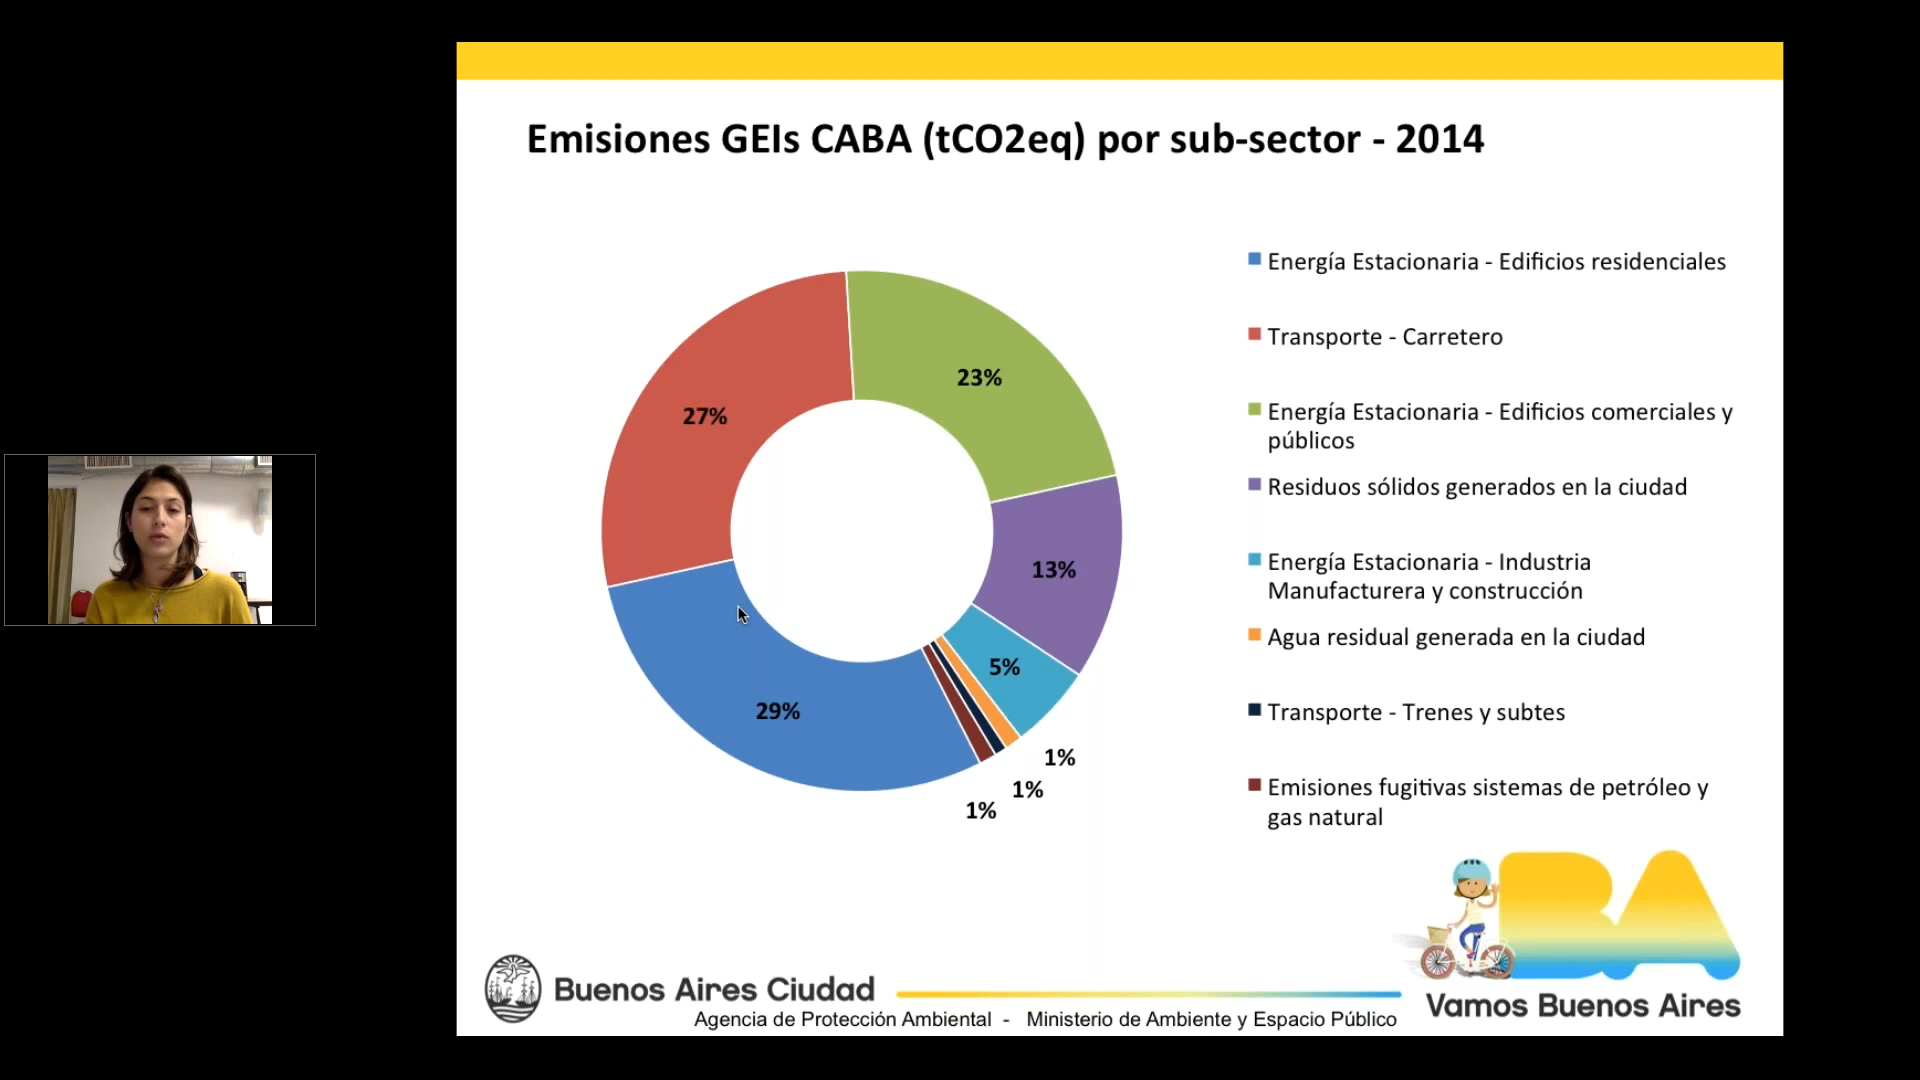 Emisiones GEIs CABA (tCO2eq) por sub-sector - 2014
Energía Estacionaria - Edificios residenciales
Transporte - Carretero
Energía Estacionaria - Edificios comerciales y
públicos
Residuos sólidos generados en la ciudad
Energía Estacionaria - Industria
Manufacturera y construcción
Agua residual generada en la ciudad
Transporte - Trenes y subtes
Emisiones fugitivas sistemas de petróleo y
gas natural
23%
27%
13%
5%
29%
1%
1%
1%
BA
Buenos Aires Ciudad
Vamos Buenos Aires
Agencia de Protección Ambiental - Ministerio de Ambiente y Espacio Público